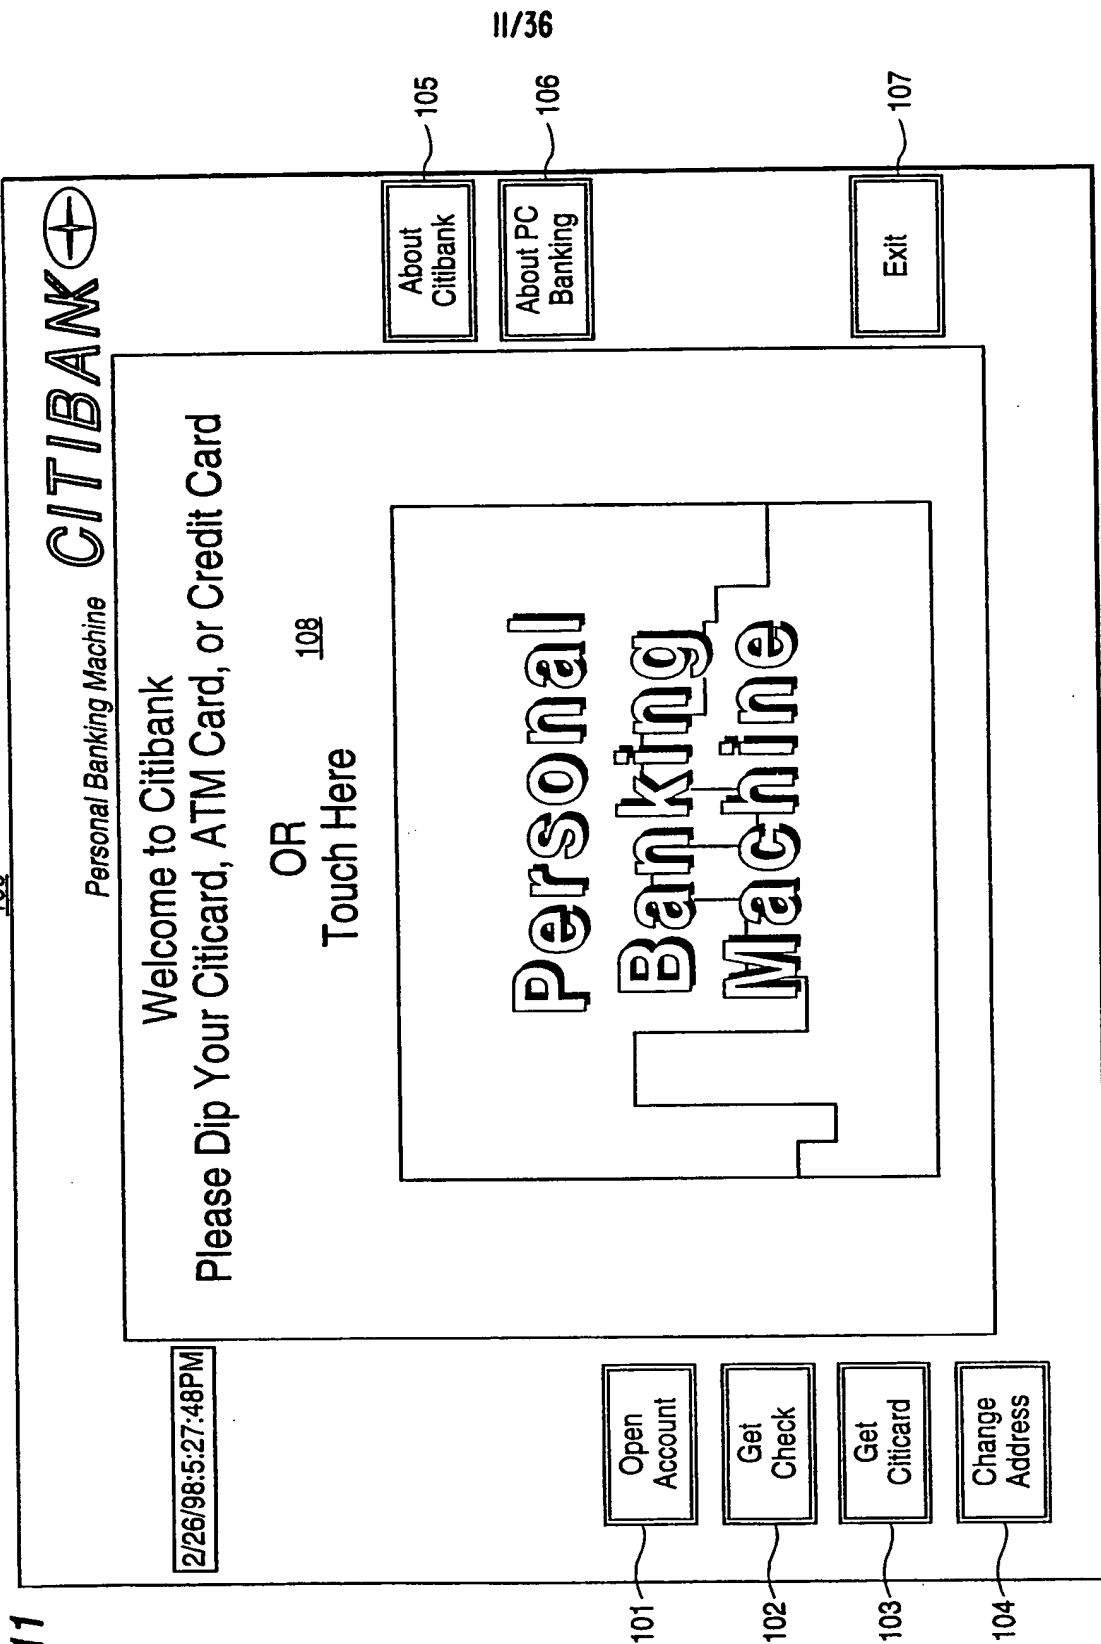 11/36
Personal Banking Machine CITIBANK
2/26/98:5:27:48PM
Welcome to Citibank
Please Dip Your Citicard, ATM Card, or Credit Card
OR
Touch Here
108
Personal
Banking
Machine
101
Open
Account
102
Get
Check
103
Get
Citicard
104
Change
Address
About
Citibank
105
About PC
Banking
106
Exit
107